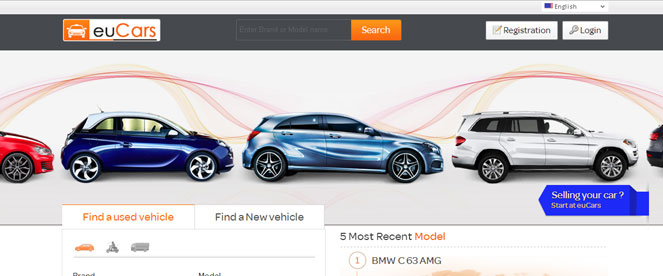 English
euCars
Enter Brand or Model name
Search
Registration
Login
Selling your car ?
Start at euCars
Find a used vehicle
Find a New vehicle
5 Most Recent Model
1
BMW C 63 AMG
Brand
Model